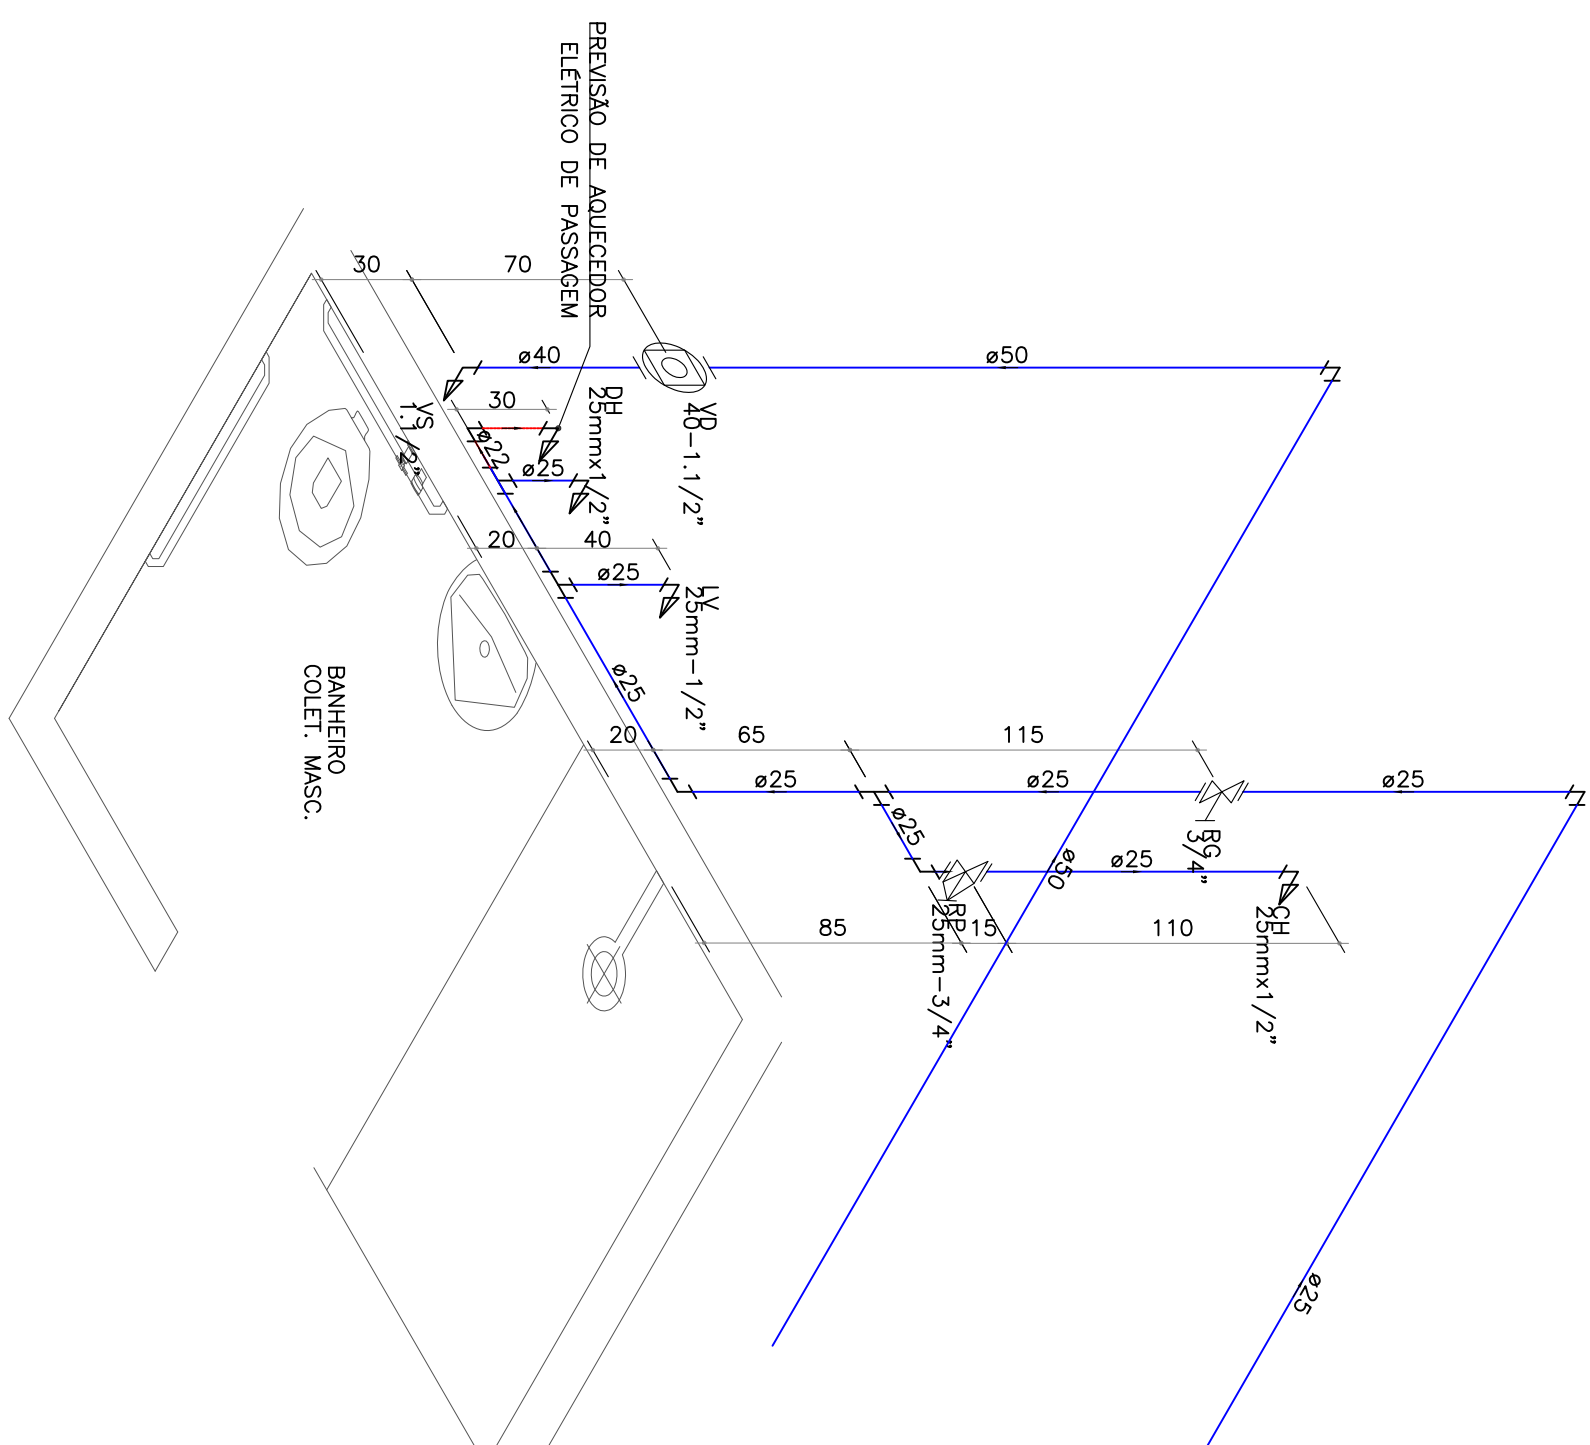 PREVISÃO DE AQUECEDOR
ELÉTRICO DE PASSAGEM
30
70
ø40
ø50
30
DH
25mmx1/2"
VD
40-1.1/2"
VS
1.1/2"
ø22
ø25
20
40
ø25
LV
25mm-1/2"
ø25
BANHEIRO
COLET. MASC.
20
65
115
ø25
ø25
ø25
RG
3/4"
ø25
ø25
ø50
RP
25mm-3/4"
CH
25mmx1/2"
85
15
110
ø25